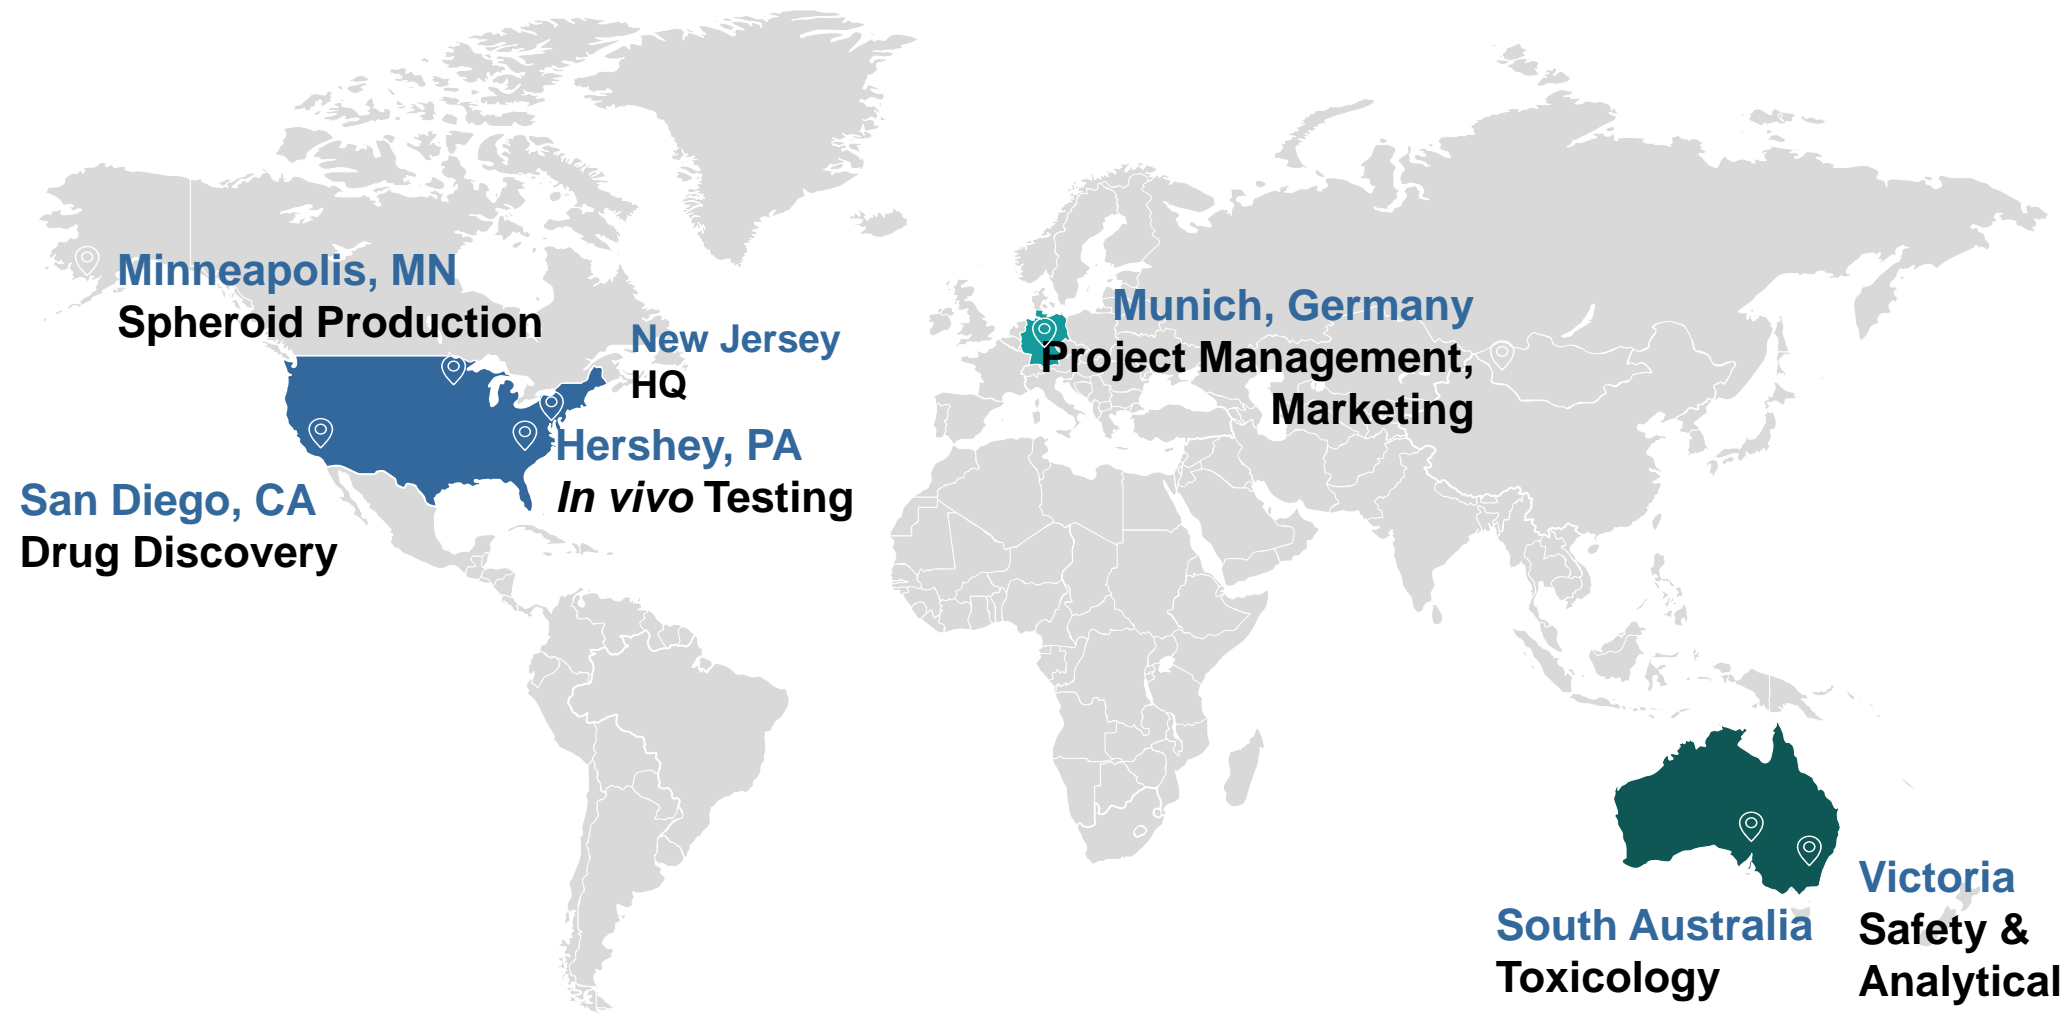 Minneapolis, MN
Spheroid Production
New Jersey
HQ
Hershey, PA
In vivo Testing
San Diego, CA
Drug Discovery
Munich, Germany
Project Management,
Marketing
South Australia
Toxicology
Victoria
Safety &
Analytical